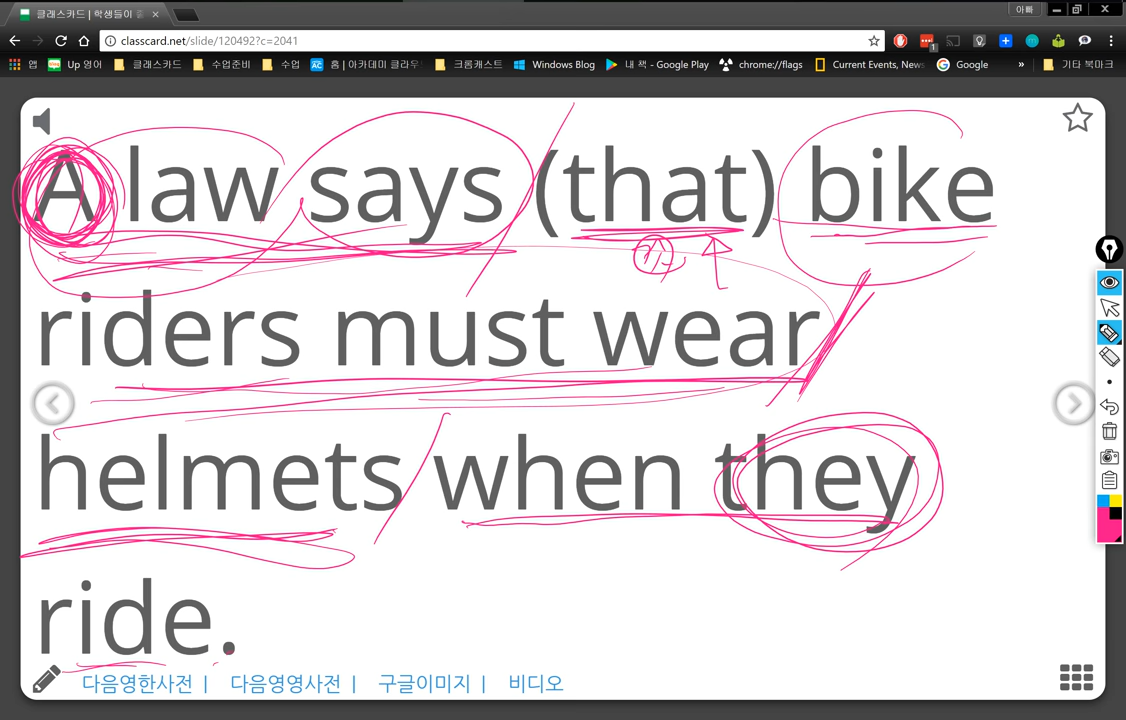 클래스카드 | 학생들이
아빠
classcard.net/slide/120492?c=2041
1
앱 Up 영어 클래스카드 수업준비 수업 홈 | 아카데미 클라우 크롬캐스트 Windows Blog 내 책 - Google Play chrome://flags Current Events, News Google » 기타 북마크
A law says (that) bike
riders must wear
helmets when they
ride.
다음영한사전 | 다음영영사전 | 구글이미지 | 비디오